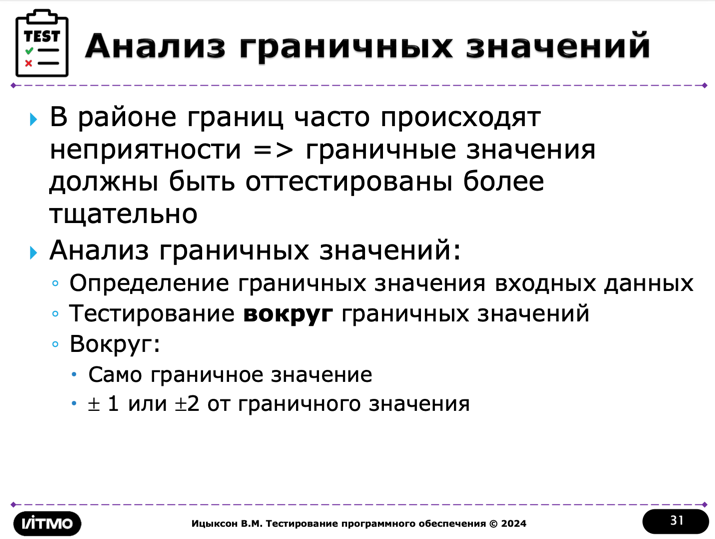 TEST
Анализ граничных значений
В районе границ часто происходят
неприятности => граничные значения
должны быть оттестированы более
тщательно
Анализ граничных значений:
Определение граничных значения входных данных
Тестирование вокруг граничных значений
Вокруг:
Само граничное значение
± 1 или ±2 от граничного значения
ИТМО
Ицыксон В.М. Тестирование программного обеспечения © 2024
31